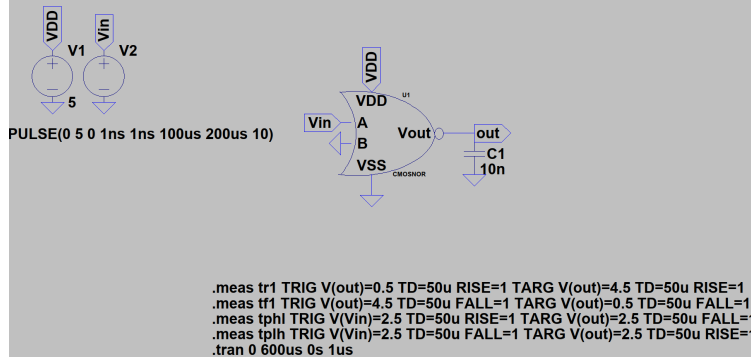 VDD
Vin
V1
V2
5
PULSE(0 5 0 1ns 1ns 100us 200us 10)
VDD
U1
VDD
Vin
A
B
Vout
out
VSS
CMOSNOR
C1
10n
.meas tr1 TRIG V(out)=0.5 TD=50u RISE=1 TARG V(out)=4.5 TD=50u RISE=1
.meas tf1 TRIG V(out)=4.5 TD=50u FALL=1 TARG V(out)=0.5 TD=50u FALL=1
.meas tphl TRIG V(Vin)=2.5 TD=50u RISE=1 TARG V(out)=2.5 TD=50u FALL=1
.meas tplh TRIG V(Vin)=2.5 TD=50u FALL=1 TARG V(out)=2.5 TD=50u RISE=1
.tran 0 600us 0s 1us